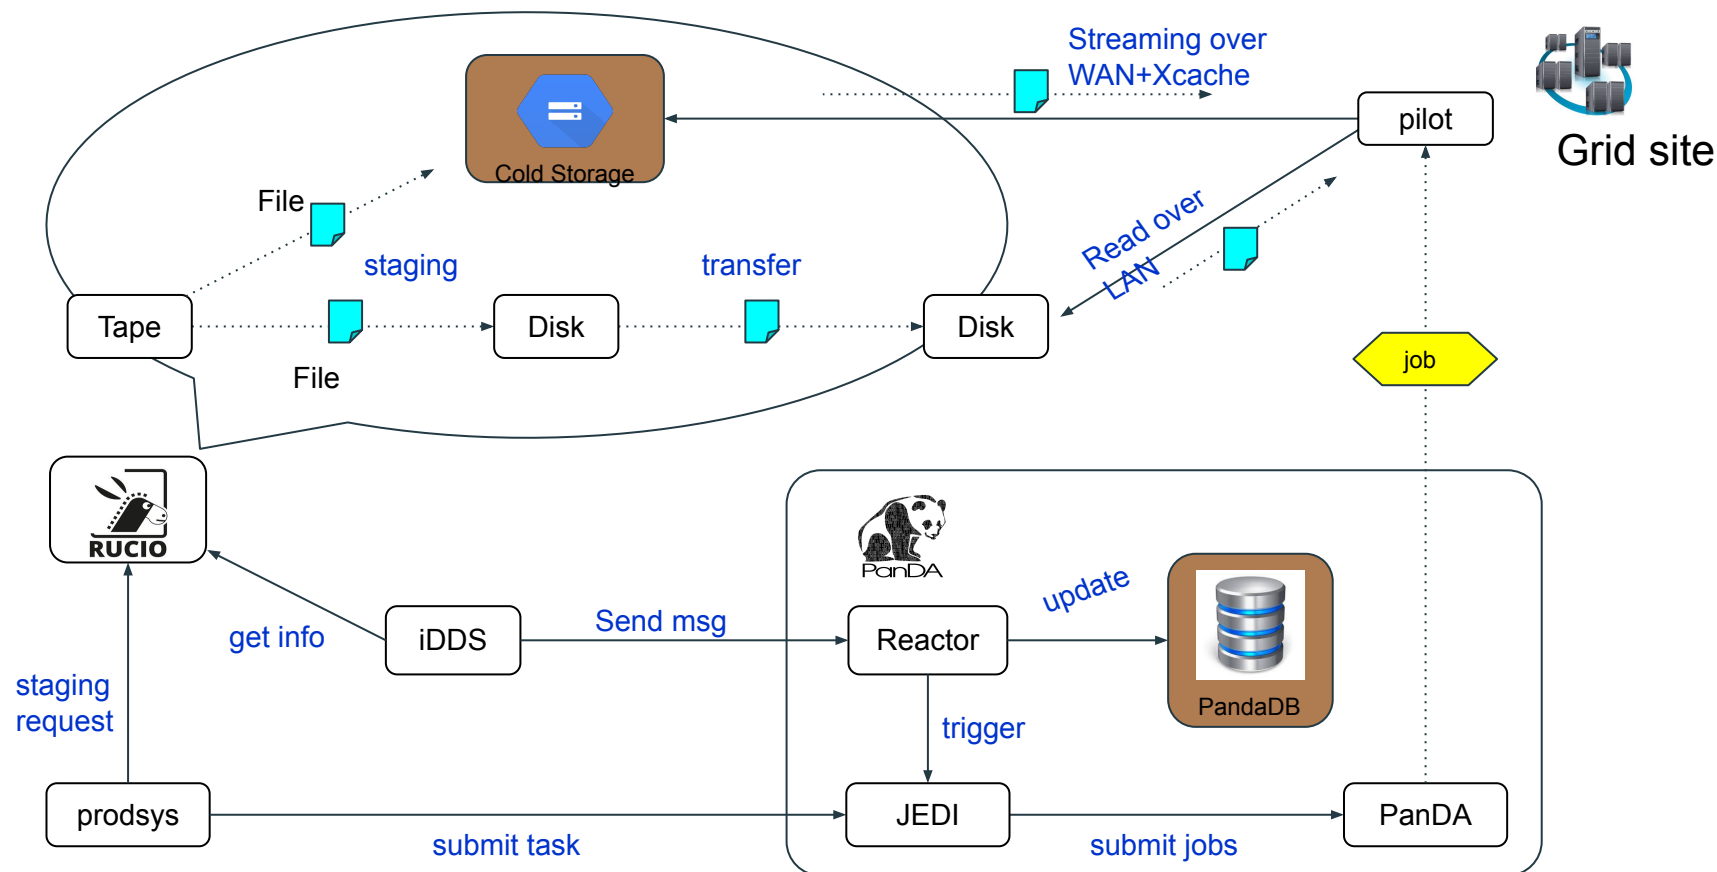 Streaming over
WAN+Xcache
pilot
Grid site
Cold Storage
File
Read over
LAN
staging
transfer
Tape
Disk
Disk
File
job
RUCIO
PanDA
update
get info
iDDS
Send msg
Reactor
PandaDB
staging
request
trigger
prodsys
JEDI
PanDA
submit task
submit jobs